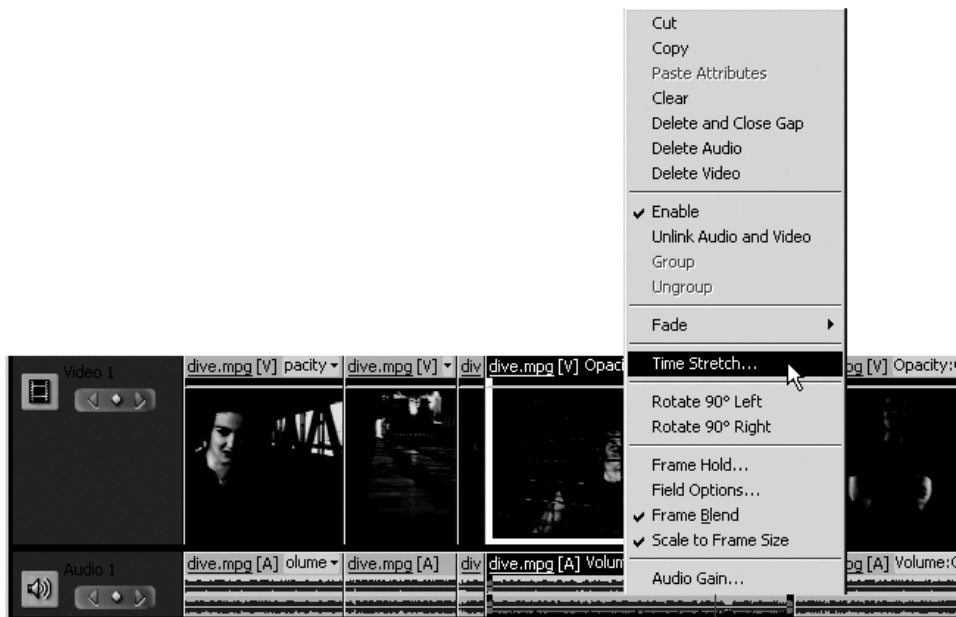 Cut
Copy
Paste Attributes
Clear
Delete and Close Gap
Delete Audio
Delete Video
Enable
Unlink Audio and Video
Group
Ungroup
Fade
Time Stretch...
Rotate 90° Left
Rotate 90° Right
Frame Hold...
Field Options...
Frame Blend
Scale to Frame Size
Audio Gain...
Video 1
dive.mpg [V] pacity
dive.mpg [V]
div
dive.mpg [V] Opaci
pg [V] Opacity:
Audio 1
dive.mpg [A] olume
dive.mpg [A]
div
dive.mpg [A] Volum
pg [A] Volume: